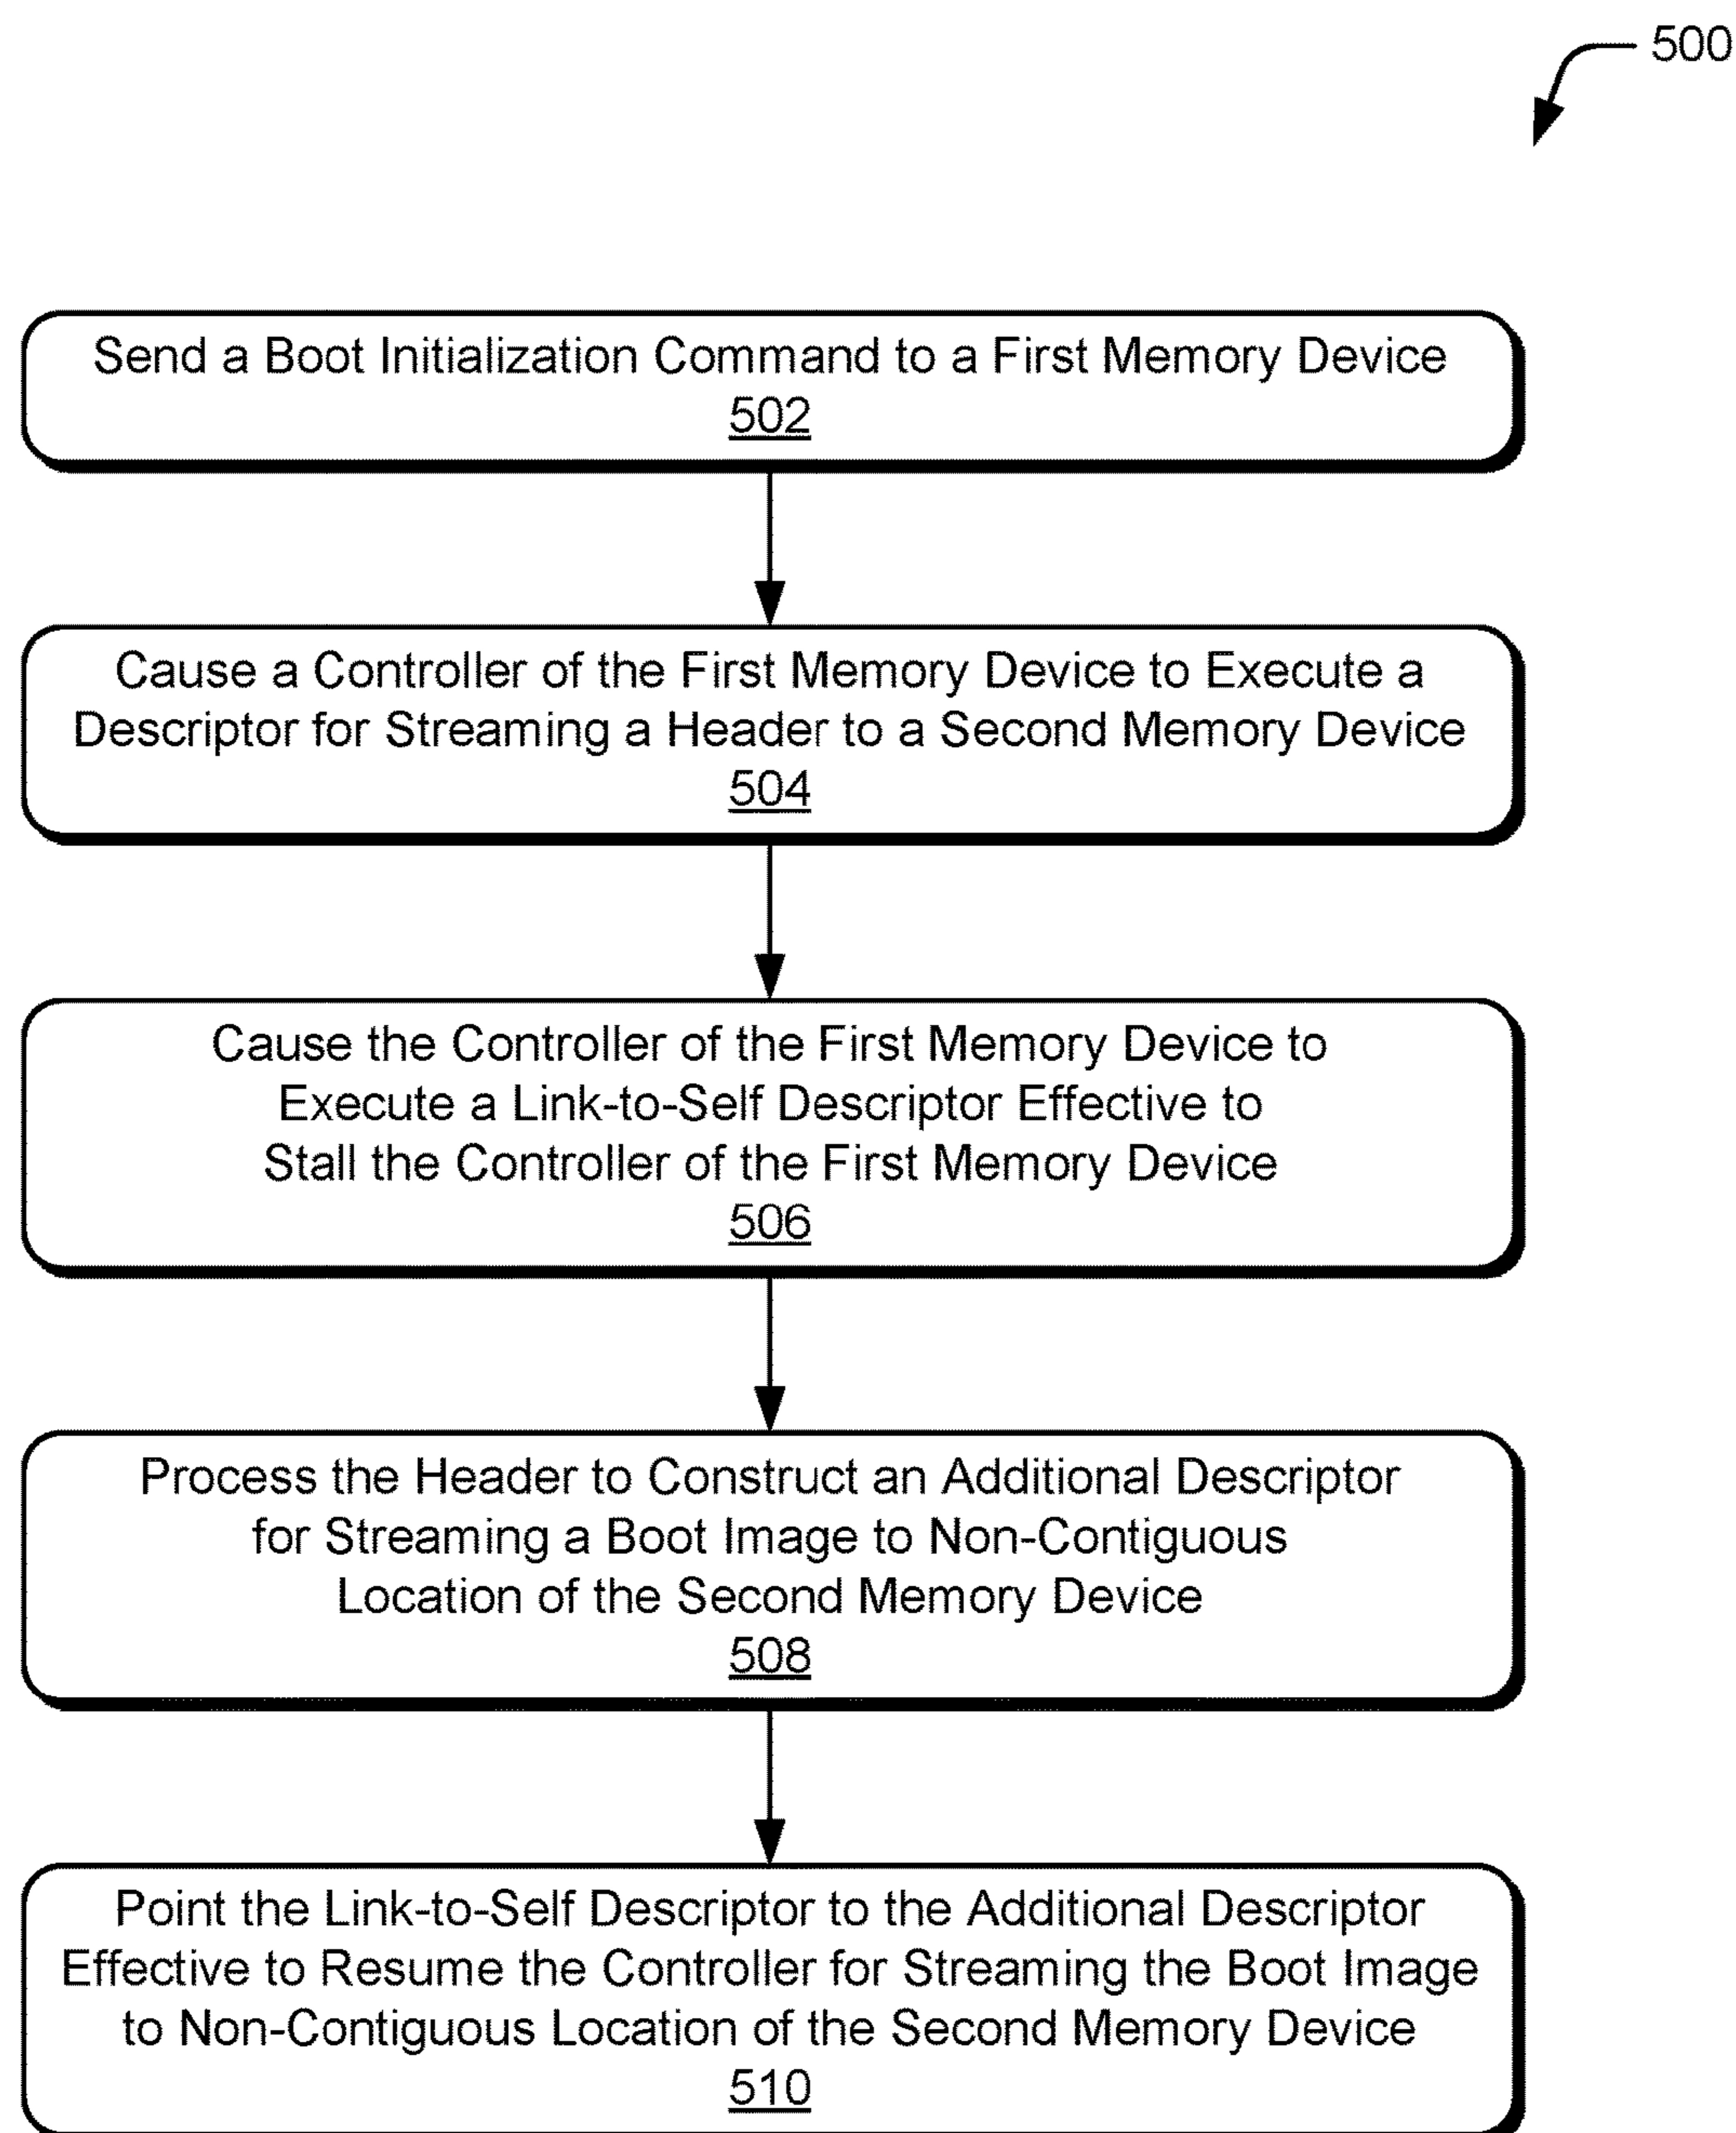 500
Send a Boot Initialization Command to a First Memory Device
502
Cause a Controller of the First Memory Device to Execute a
Descriptor for Streaming a Header to a Second Memory Device
504
Cause the Controller of the First Memory Device to
Execute a Link-to-Self Descriptor Effective to
Stall the Controller of the First Memory Device
506
Process the Header to Construct an Additional Descriptor
for Streaming a Boot Image to Non-Contiguous
Location of the Second Memory Device
508
Point the Link-to-Self Descriptor to the Additional Descriptor
Effective to Resume the Controller for Streaming the Boot Image
to Non-Contiguous Location of the Second Memory Device
510